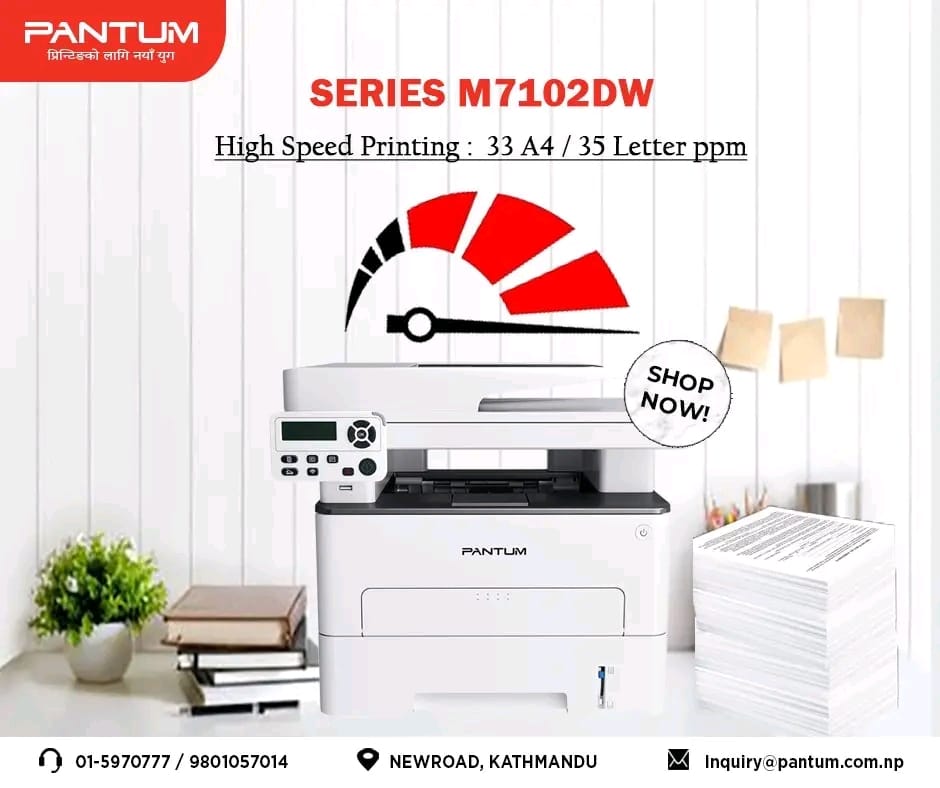 PANTUM
प्रिन्टिङको लागि नयाँ युग
SERIES M7102DW
High Speed Printing : 33 A4 / 35 Letter ppm
SHOP
NOW!
PANTUM
01-5970777 / 9801057014
NEWROAD, KATHMANDU
Inquiry@pantum.com.np